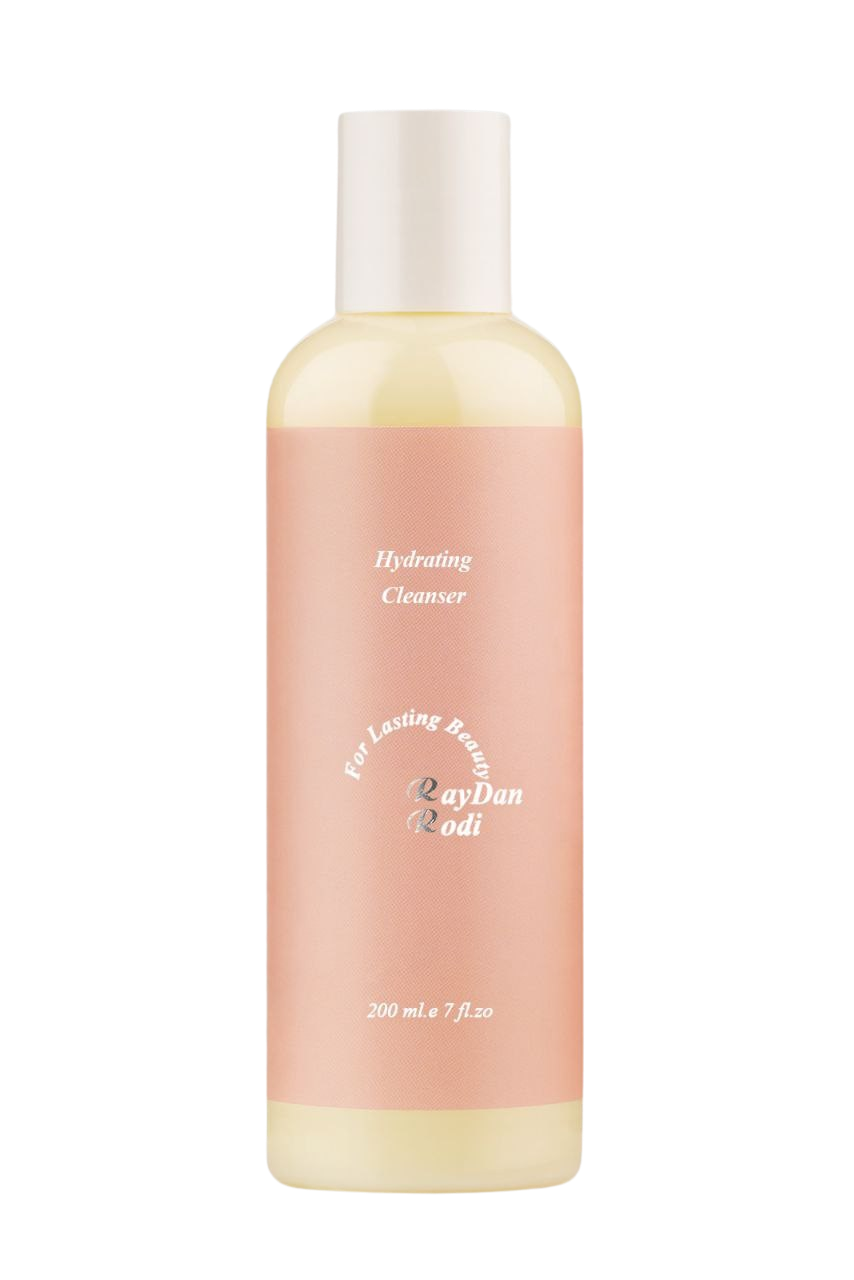 Hydrating
Cleanser
For Lasting Beauty
RayDan
Rodi
200 ml.e 7 fl.zo